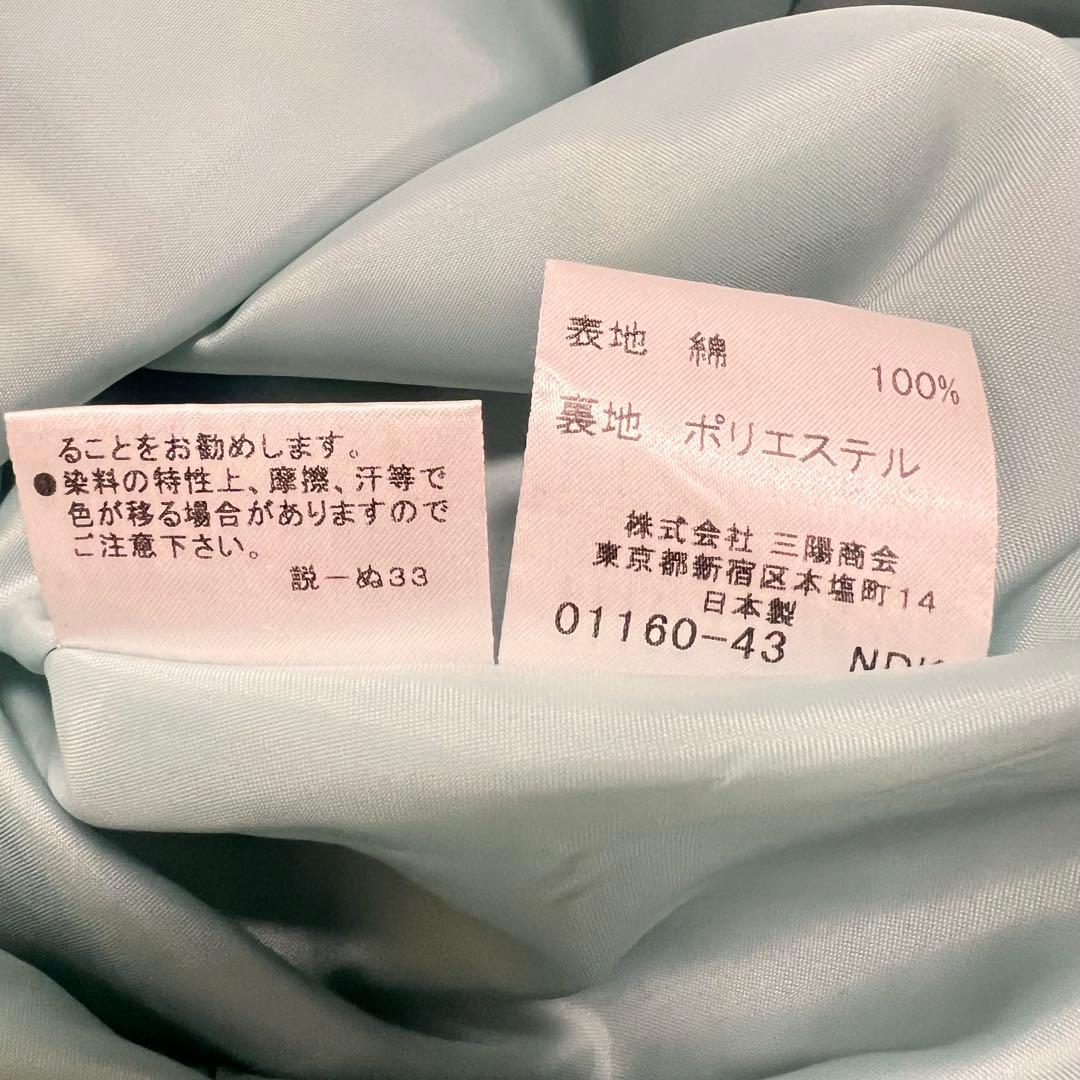 ることをお勧めします。
●染料の特性上、摩擦、汗等で
色が移る場合がありますので
ご注意下さい。
説ーぬ33
表地 綿 100%
裏地 ポリエステル
株式会社 三陽商会
東京都新宿区本塩町14
日本製
01160-43